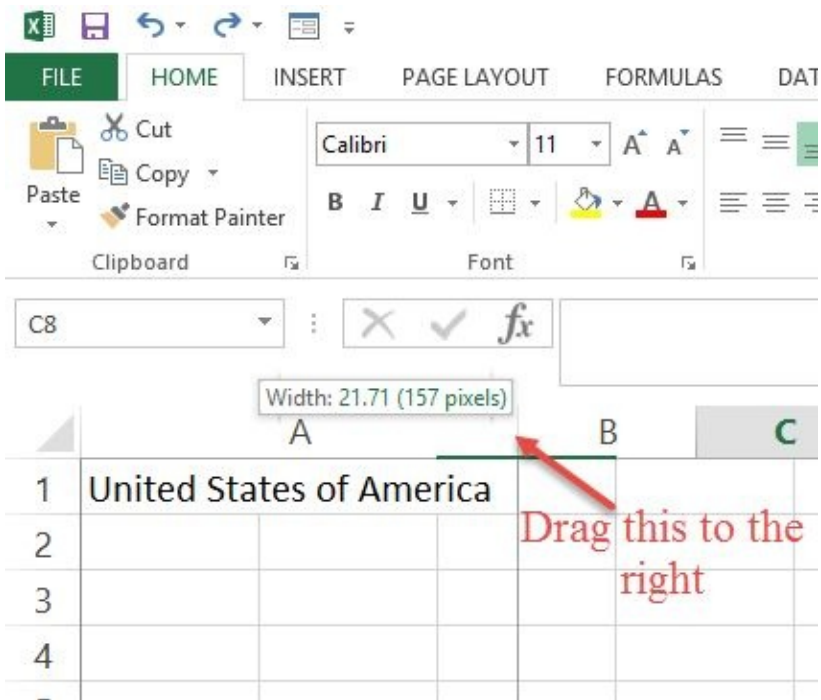 FILE HOME INSERT PAGE LAYOUT FORMULAS DAT
Cut
Calibri 11 A A
Copy
Paste
B I U A
Format Painter
Clipboard Font
C8 fx
Width: 21.71 (157 pixels)
A B C
1 United States of America
Drag this to the
2
right
3
4